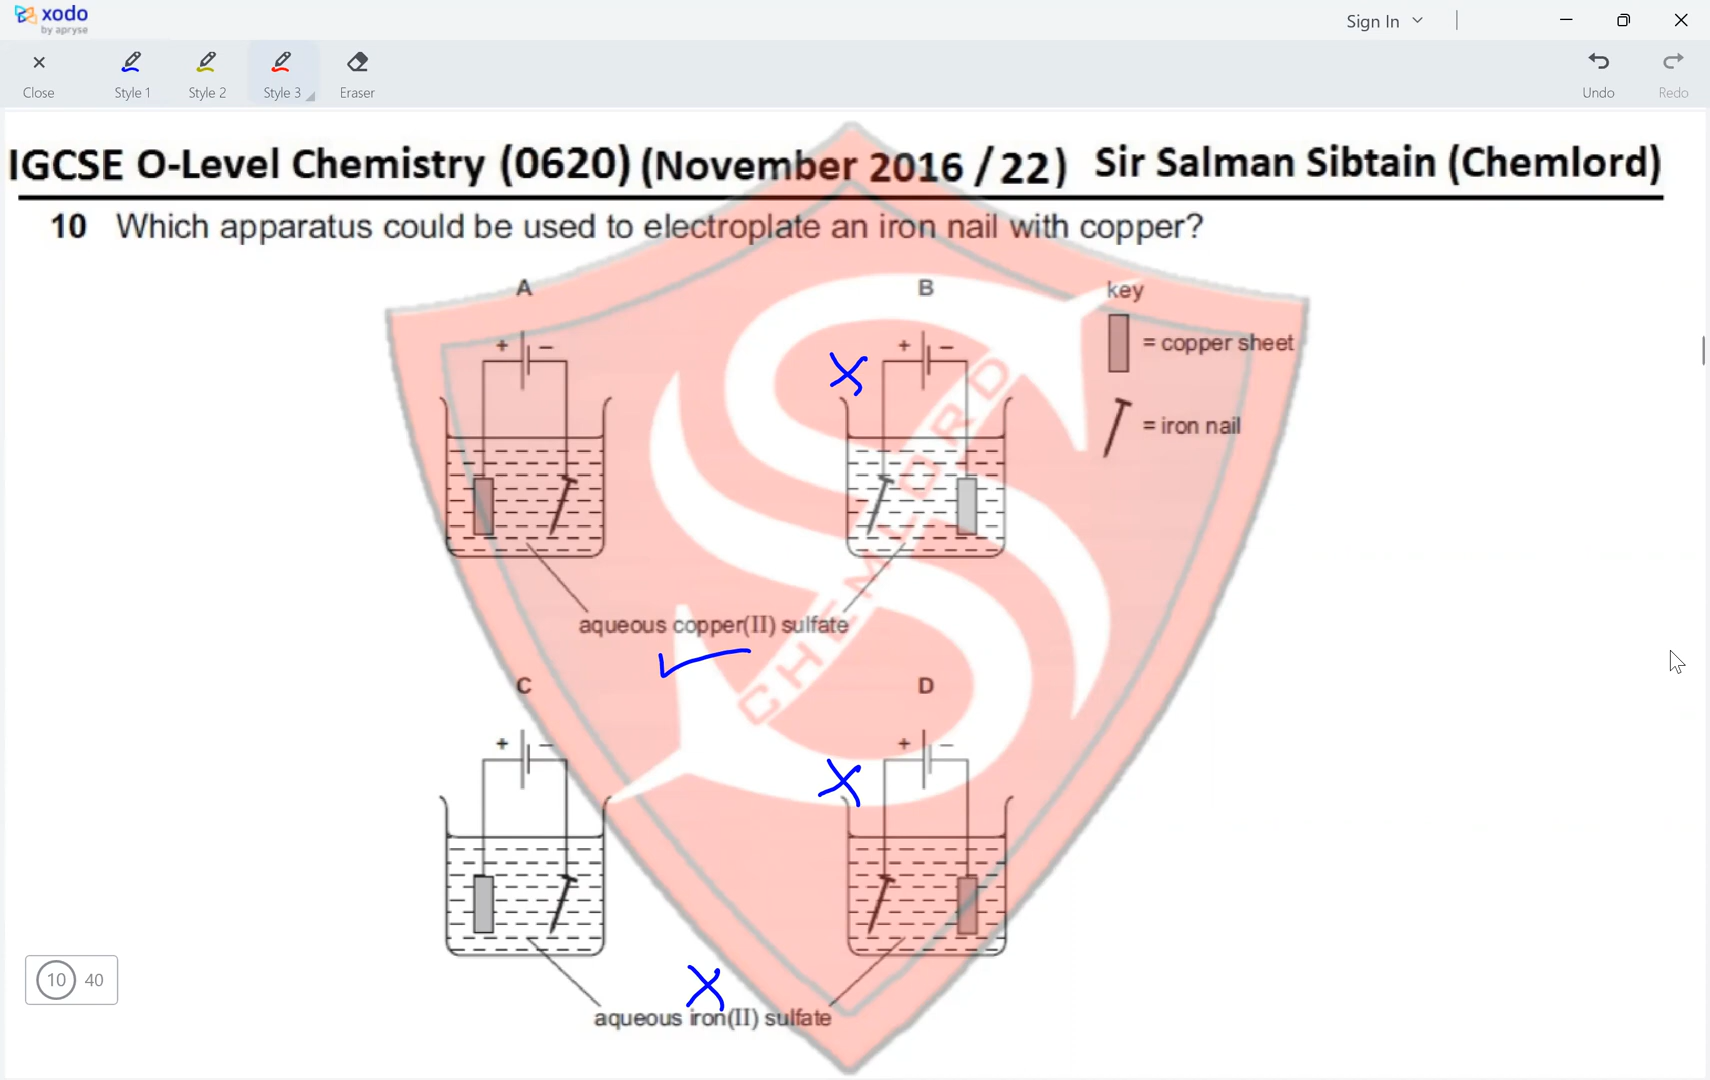 xodo
by apryse
Sign In
Close
Style 1
Style 2
Style 3
Eraser
Undo
Redo
IGCSE O-Level Chemistry (0620) (November 2016 / 22) Sir Salman Sibtain (Chemlord)
10 Which apparatus could be used to electroplate an iron nail with copper?
A
B
key
+ −
+ −
= copper sheet
= iron nail
aqueous copper(II) sulfate
CHEMLORD
C
D
+ −
+ −
aqueous iron(II) sulfate
10 40